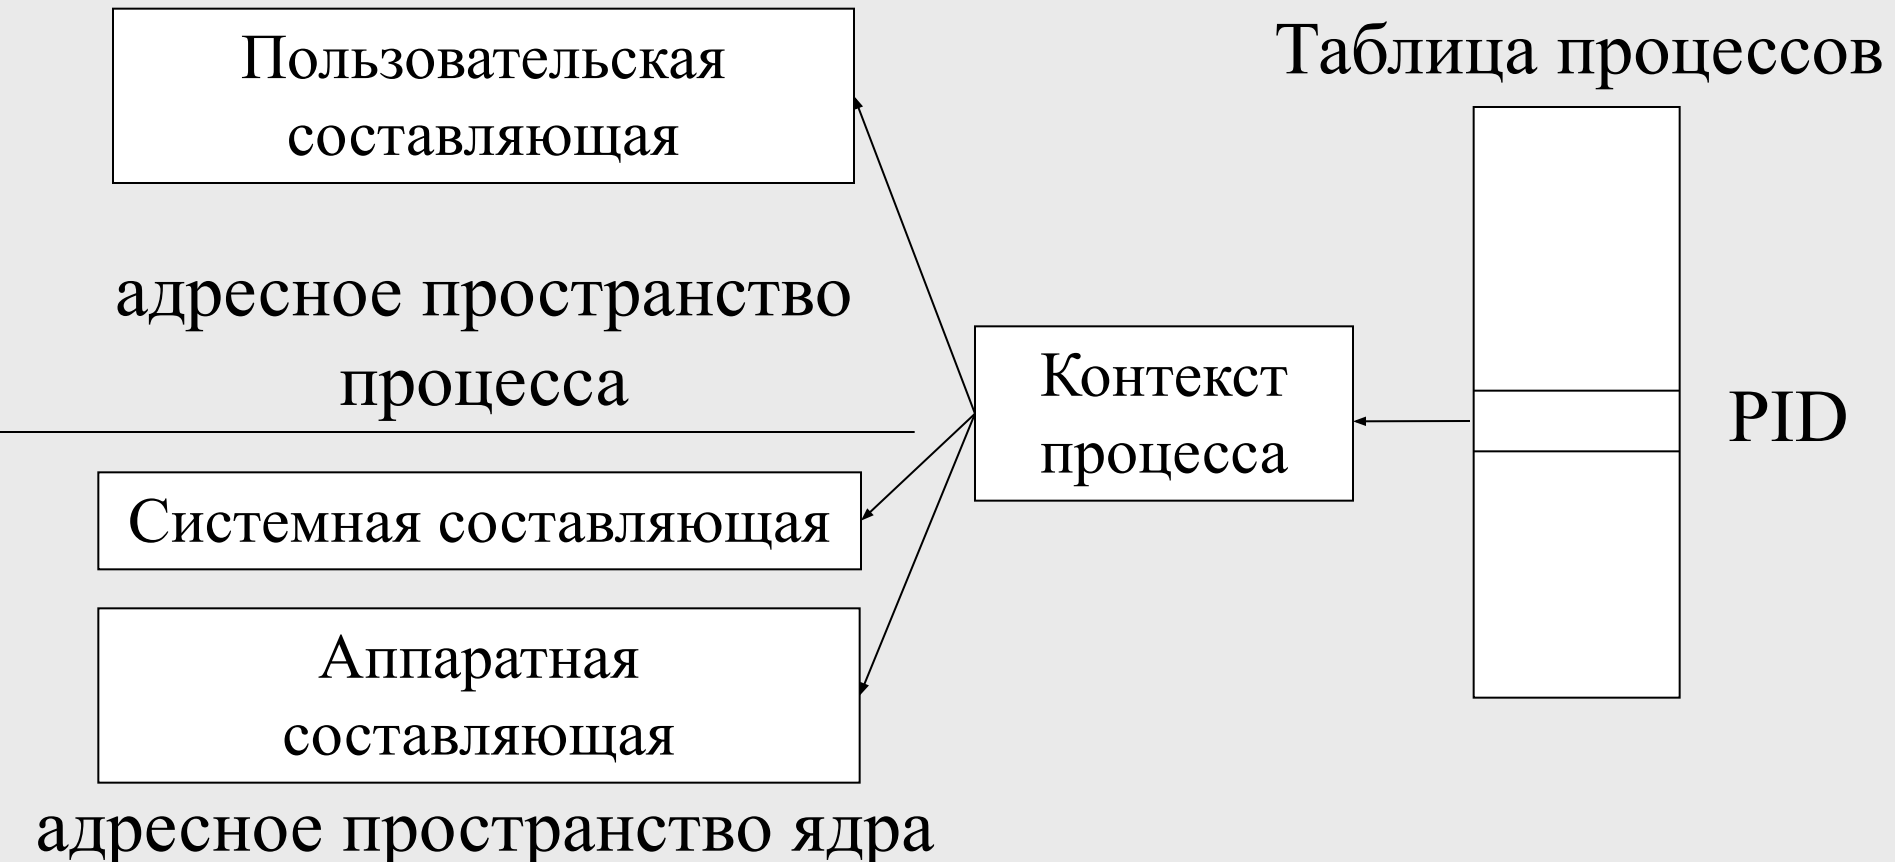 Пользовательская
составляющая
адресное пространство
процесса
Системная составляющая
Аппаратная
составляющая
адресное пространство ядра
Контекст
процесса
Таблица процессов
PID